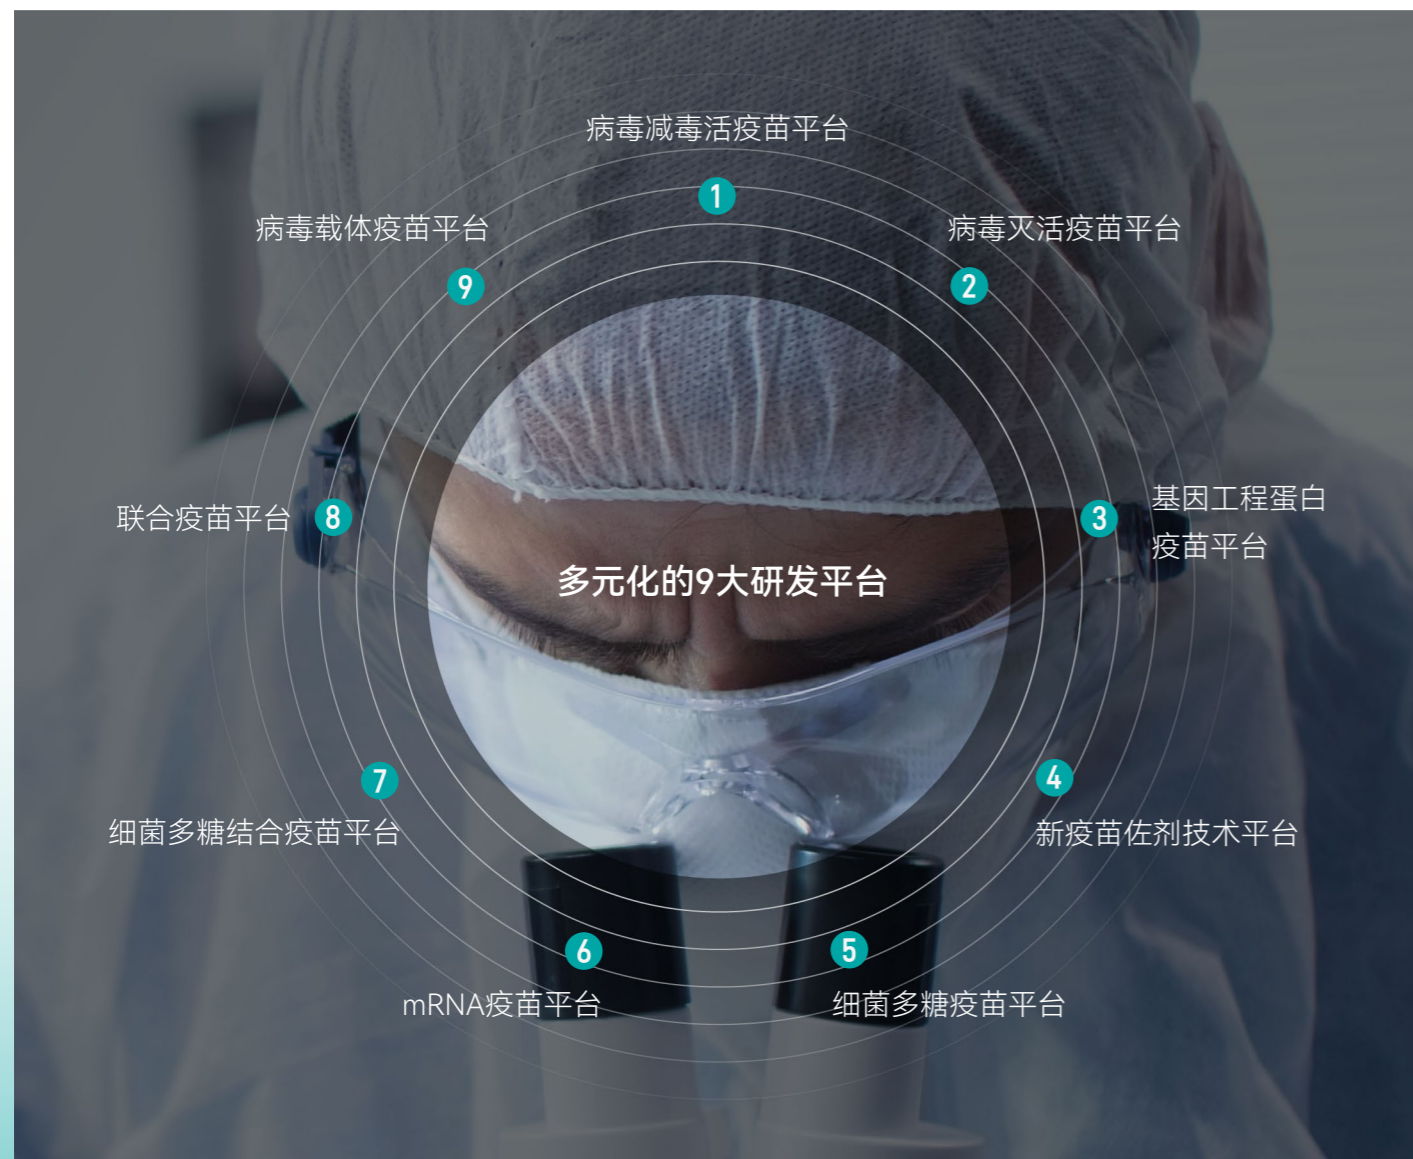 病毒减毒活疫苗平台
1
病毒灭活疫苗平台
2
3
基因工程蛋白
疫苗平台
4
新疫苗佐剂技术平台
5
细菌多糖疫苗平台
6
mRNA疫苗平台
7
细菌多糖结合疫苗平台
联合疫苗平台
8
病毒载体疫苗平台
9
多元化的9大研发平台